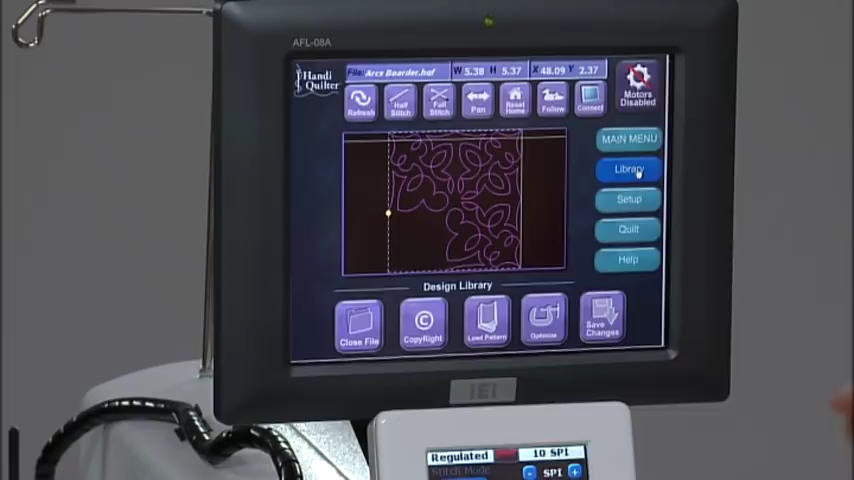 AFL-08A
Handi Quilter
File: Arcs Boarder.hqf W 5.38 H 5.37 X 48.09 Y 2.37
Motors Disabled
Refresh Half Stitch Full Stitch Pan Reset Home Follow Connect
MAIN MENU
Library
Setup
Quilt
Help
Design Library
Close File CopyRight Load Pattern Optimize Save Changes
IEI
Regulated 10 SPI
Stitch Mode - SPI +